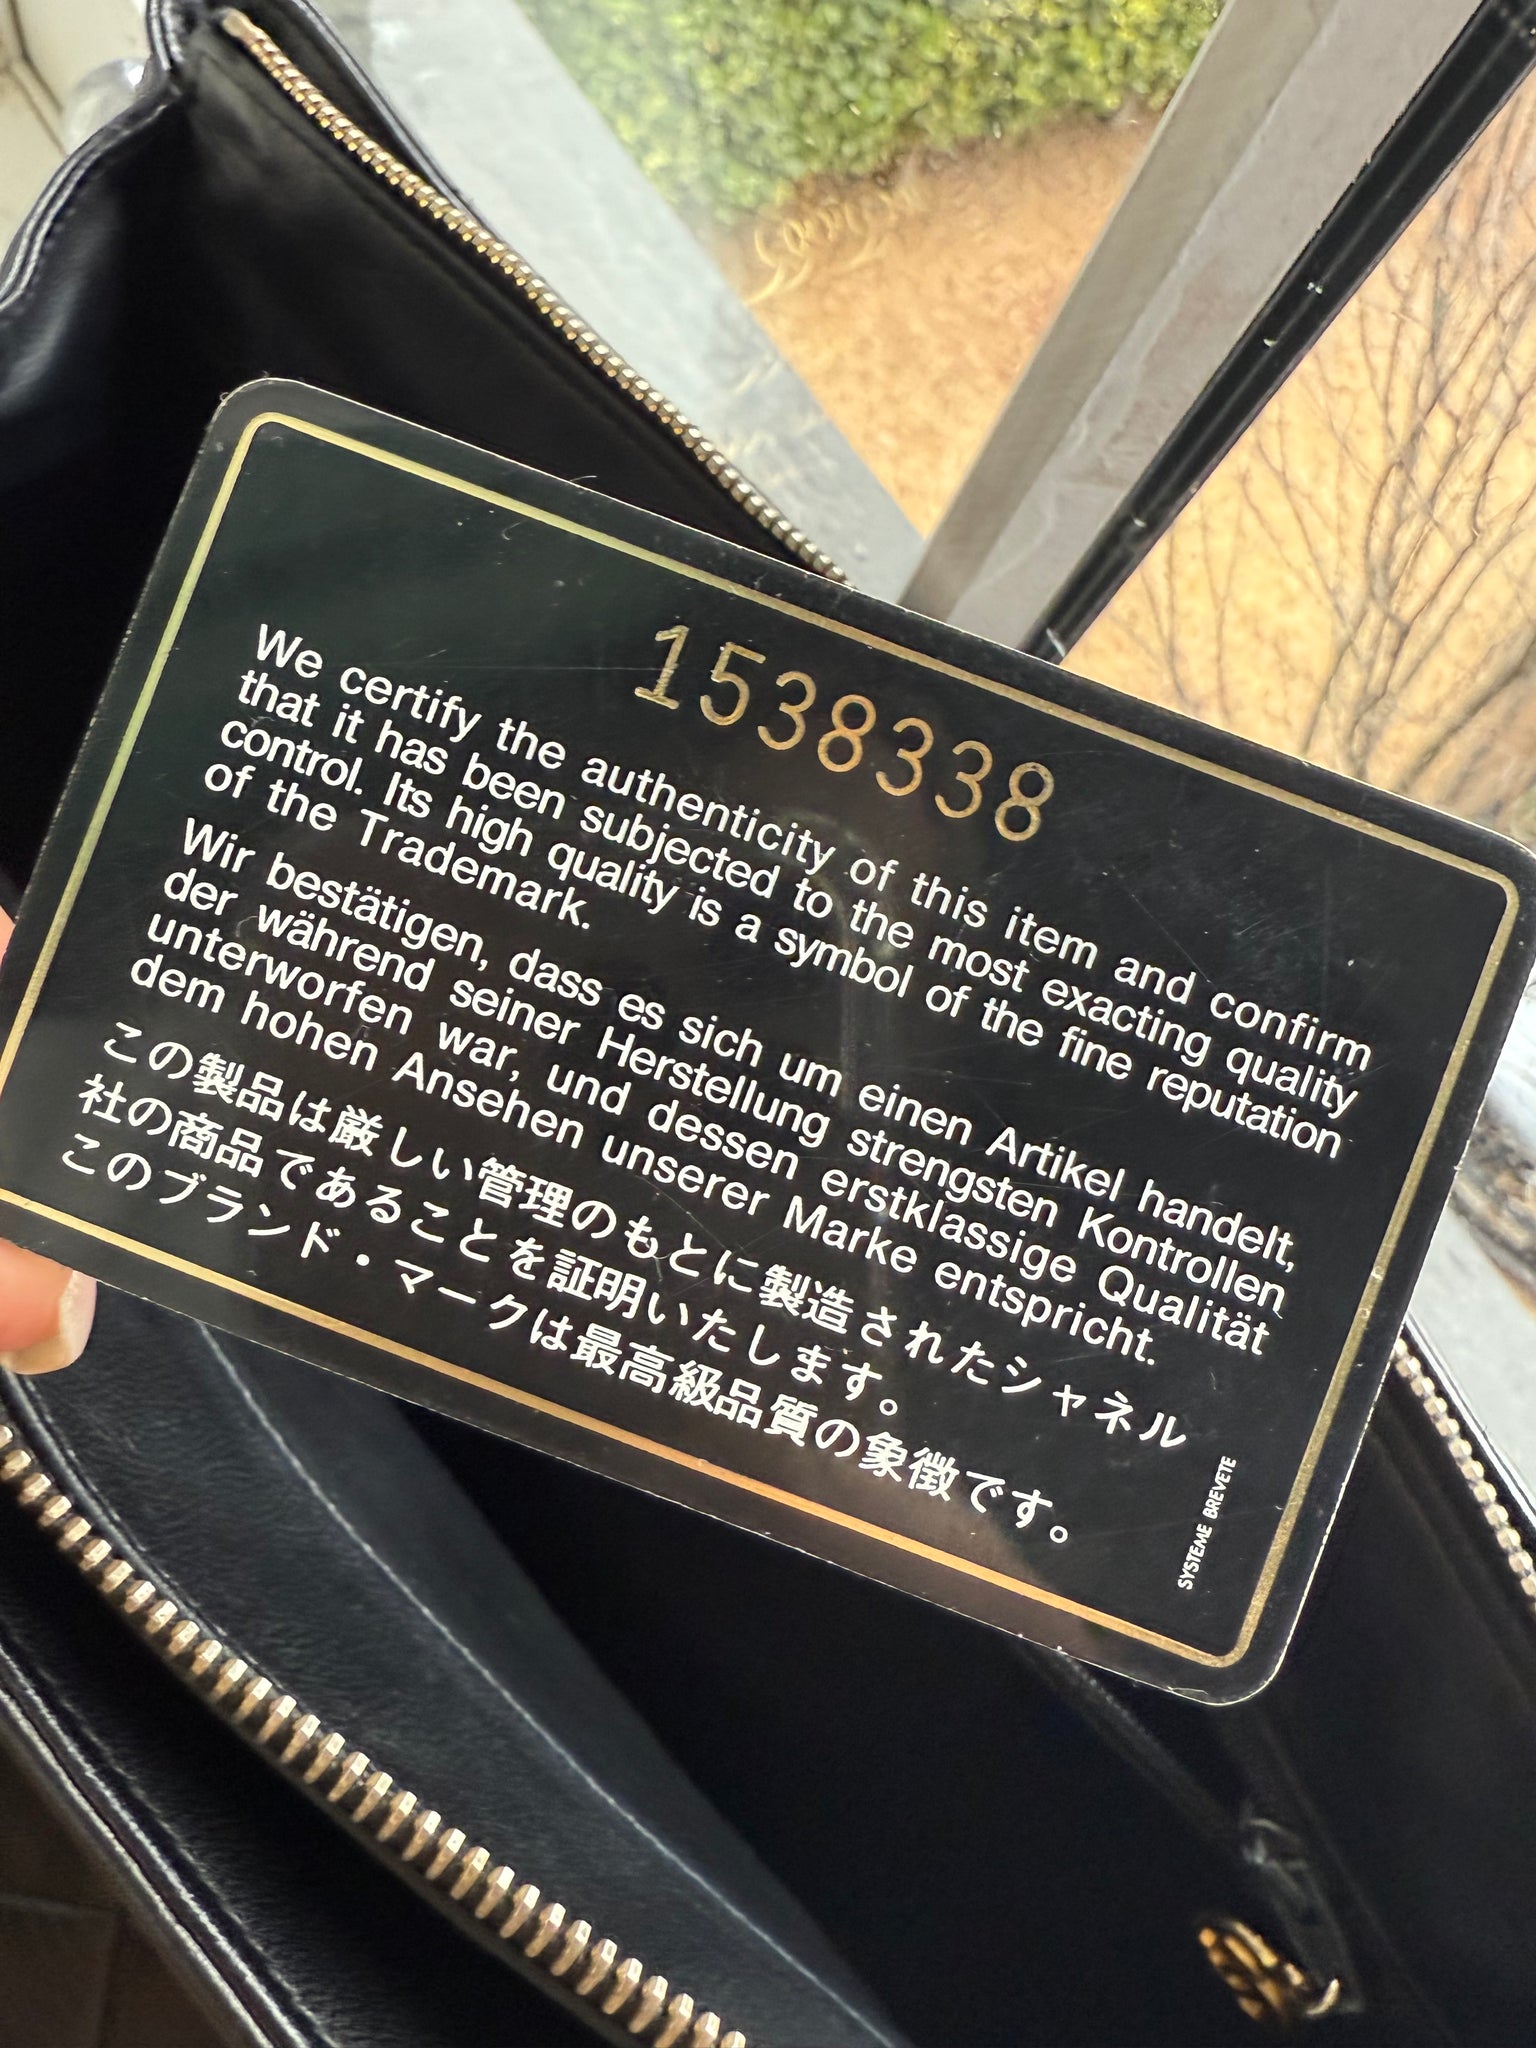 1538338
We certify the authenticity of this item and confirm
that it has been subjected to the most exacting quality
control. Its high quality is a symbol of the fine reputation
of the Trademark.
Wir bestätigen, dass es sich um einen Artikel handelt,
der während seiner Herstellung strengsten Kontrollen
unterworfen war, und dessen erstklassige Qualität
dem hohen Ansehen unserer Marke entspricht.
この製品は厳しい管理のもとに製造されたシャネル
社の商品であることを証明いたします。
このブランド・マークは最高級品質の象徴です。
SYSTEME BREVETE